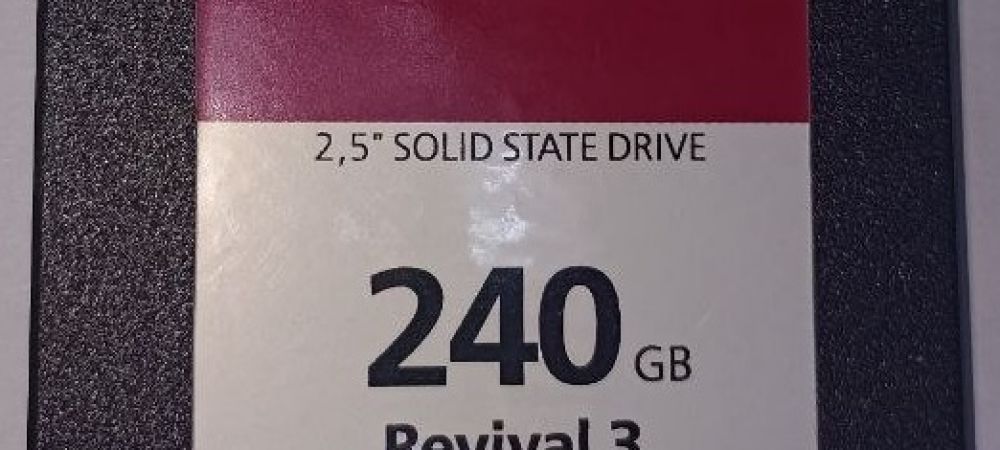 2,5" SOLID STATE DRIVE
240 GB
Revival 3